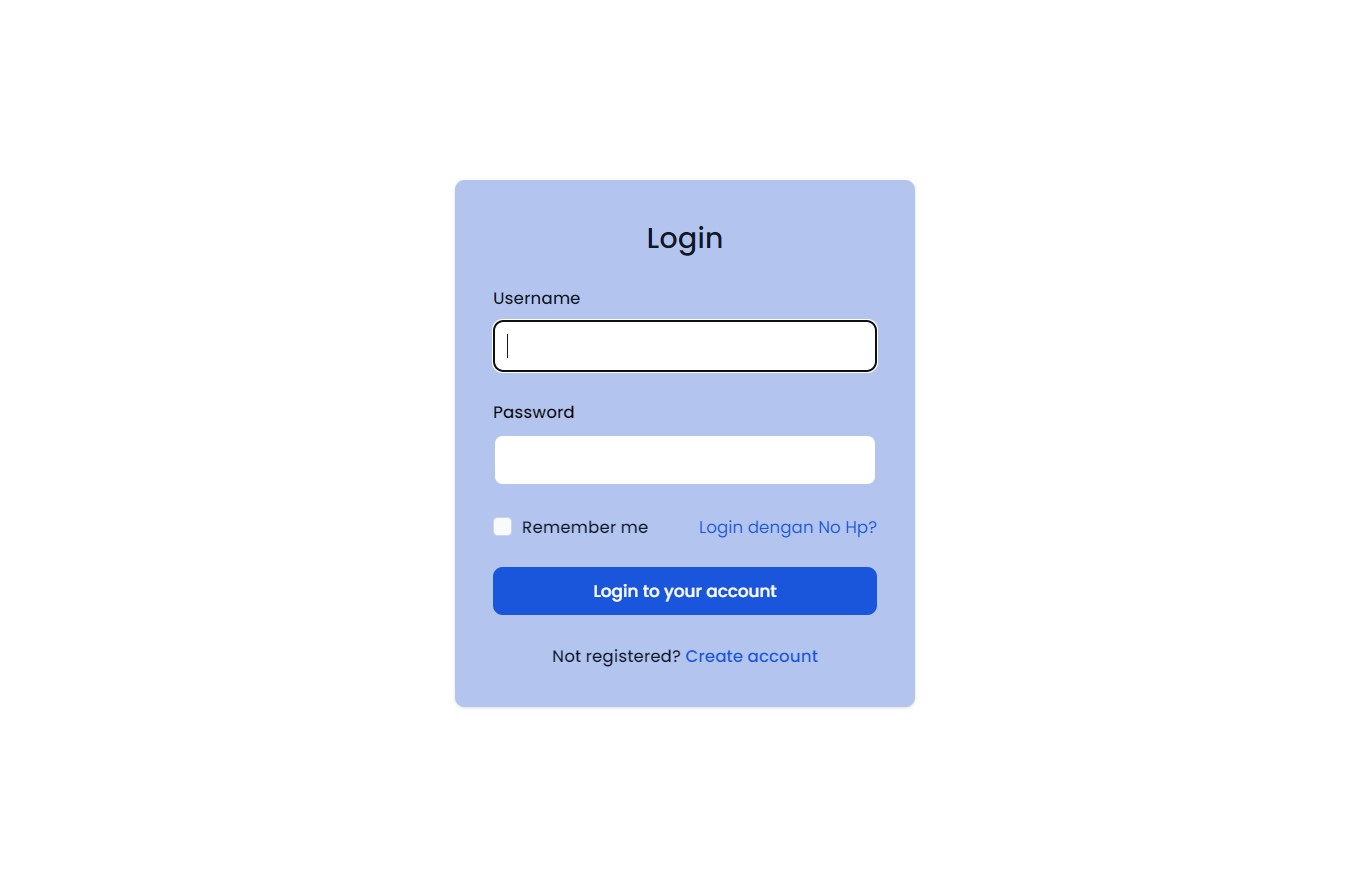 Login
Username
Password
Remember me
Login dengan No Hp?
Login to your account
Not registered? Create account